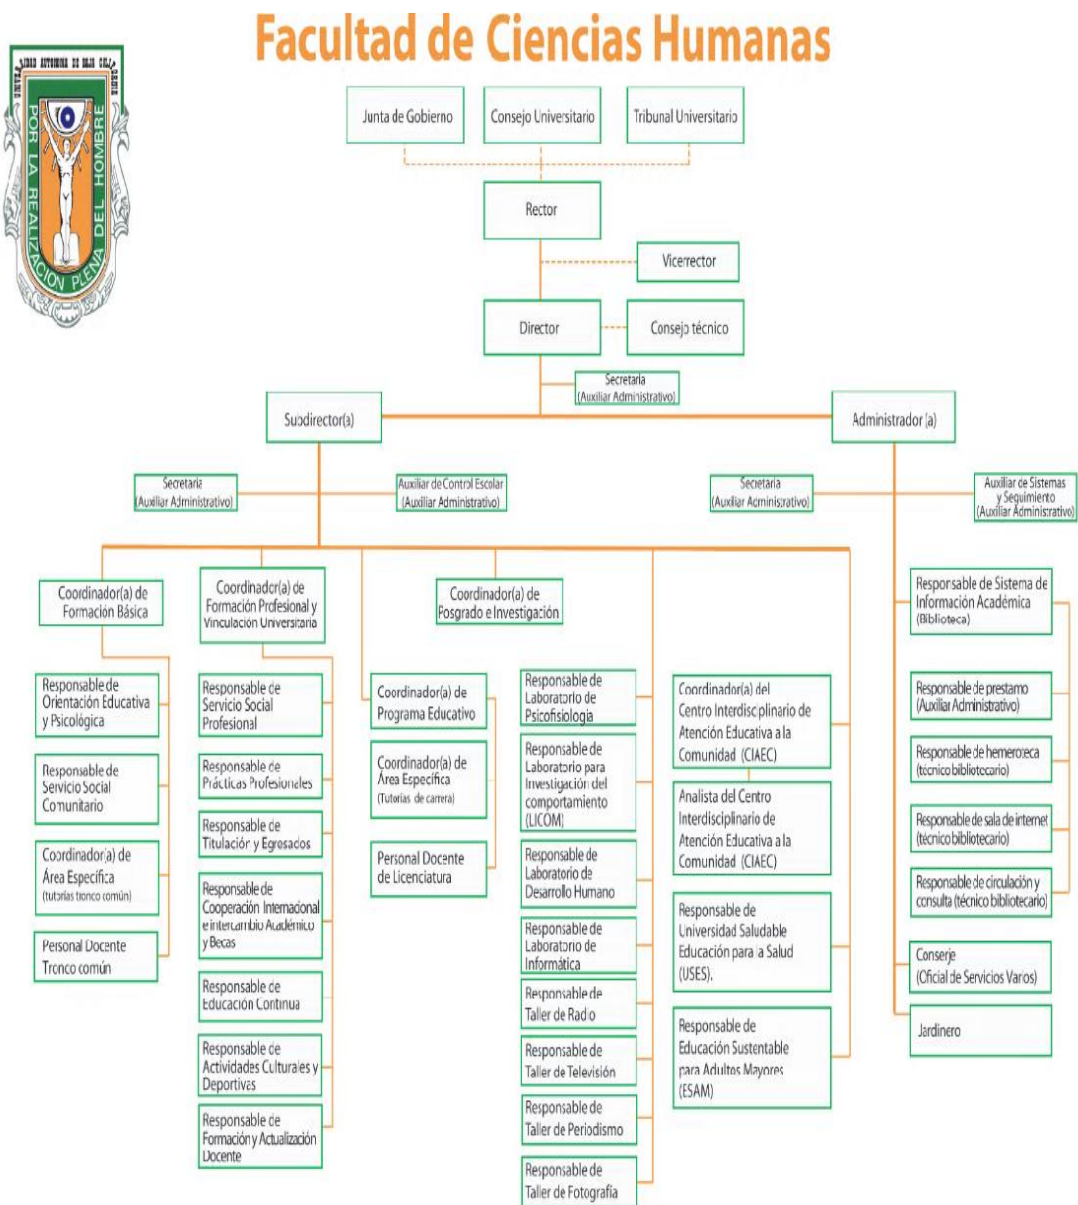 Facultad de Ciencias Humanas
UNIVERSIDAD AUTONOMA DE BAJA CALIFORNIA
POR LA REALIZACION PLENA DEL HOMBRE
Junta de Gobierno
Consejo Universitario
Tribunal Universitario
Rector
Vicerrector
Director
Consejo técnico
Secretaria
(Auxiliar Administrativo)
Subdirector(a)
Administrador (a)
Secretaria
(Auxiliar Administrativo)
Auxiliar de Control Escolar
(Auxiliar Administrativo)
Secretaria
(Auxiliar Administrativo)
Auxiliar de Sistemas
y Seguimiento
(Auxiliar Administrativo)
Coordinador(a) de
Formación Básica
Responsable de
Orientación Educativa
y Psicológica
Responsable de
Servicio Social
Comunitario
Coordinador(a) de
Área Específica
(tutorías tronco común)
Personal Docente
Tronco común
Coordinador(a) de
Formación Profesional y
Vinculación Universitaria
Responsable de
Servicio Social
Profesional
Responsable de
Prácticas Profesionales
Responsable de
Titulación y Egresados
Responsable de
Cooperación Internacional
e intercambio Académico
y Becas
Responsable de
Educación Continua
Responsable de
Actividades Culturales y
Deportivas
Responsable de
Formación y Actualización
Docente
Coordinador(a) de
Programa Educativo
Coordinador(a) de
Área Específica
(Tutorías de carrera)
Personal Docente
de Licenciatura
Coordinador(a) de
Posgrado e Investigación
Responsable de
Laboratorio de
Psicofisiología
Responsable de
Laboratorio para
Investigación del
comportamiento
(LICOM)
Responsable de
Laboratorio de
Desarrollo Humano
Responsable de
Laboratorio de
Informática
Responsable de
Taller de Radio
Responsable de
Taller de Televisión
Responsable de
Taller de Periodismo
Responsable de
Taller de Fotografía
Coordinador(a) del
Centro Interdisciplinario de
Atención Educativa a la
Comunidad (CIAEC)
Analista del Centro
Interdisciplinario de
Atención Educativa a la
Comunidad (CIAEC)
Responsable de
Universidad Saludable
Educación para la Salud
(USES).
Responsable de
Educación Sustentable
para Adultos Mayores
(ESAM)
Responsable de Sistema de
Información Académica
(Biblioteca)
Responsable de prestamo
(Auxiliar Administrativo)
Responsable de hemeroteca
(técnico bibliotecario)
Responsable de sala de internet
(técnico bibliotecario)
Responsable de circulación y
consulta (técnico bibliotecario)
Conserje
(Oficial de Servicios Varios)
Jardinero